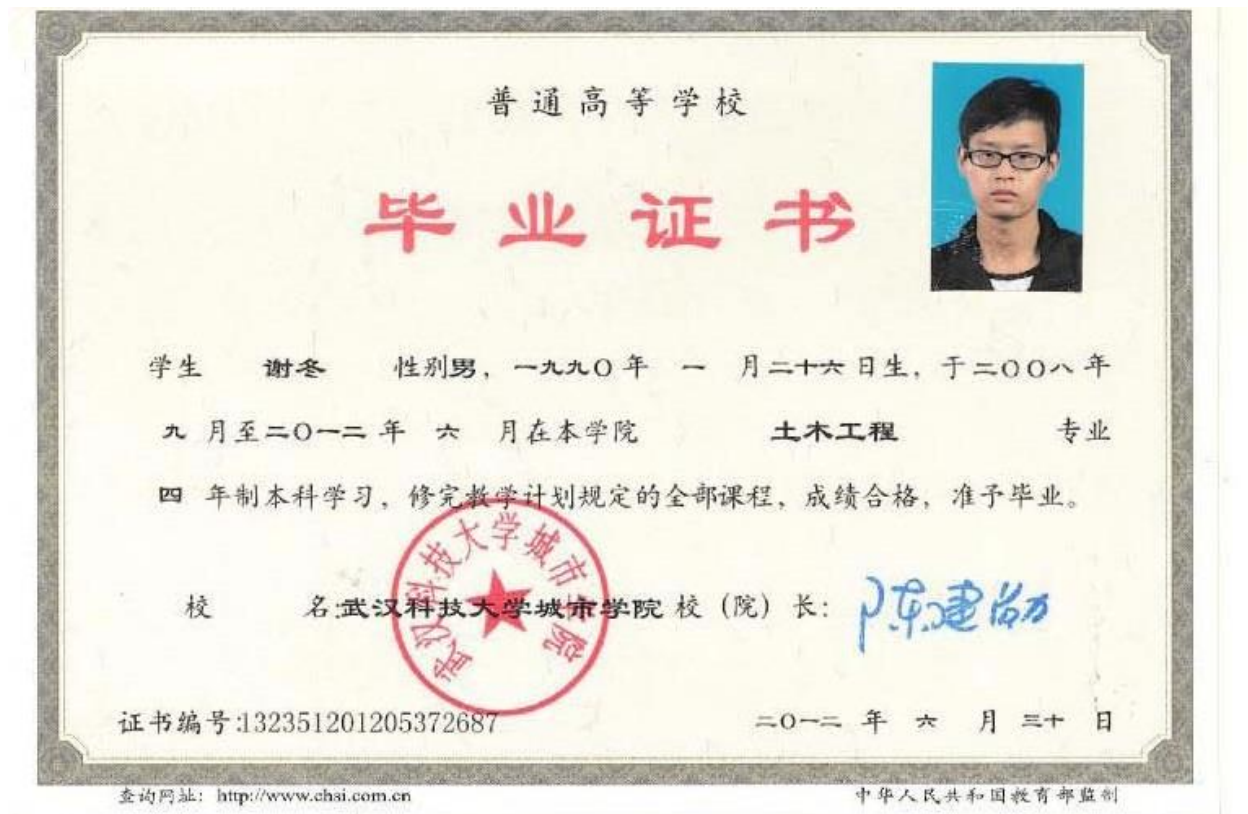 普通高等学校
毕业证书
学生 谢冬 性别男，一九九〇年 一 月二十六日生，于二〇〇八年
九 月至二〇一二年 六 月在本学院 土木工程 专业
四 年制本科学习，修完教学计划规定的全部课程，成绩合格，准予毕业。
武汉科技大学城市学院
校 名:武汉科技大学城市学院 校（院）长： 陈建勋
证书编号:132351201205372687 二〇一二 年 六 月 三十 日
查询网址：http://www.chsi.com.cn 中华人民共和国教育部监制